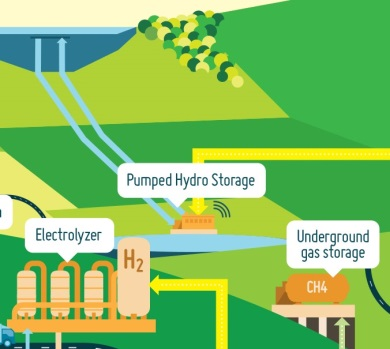 Pumped Hydro Storage
Electrolyzer
H2
Underground
gas storage
CH4